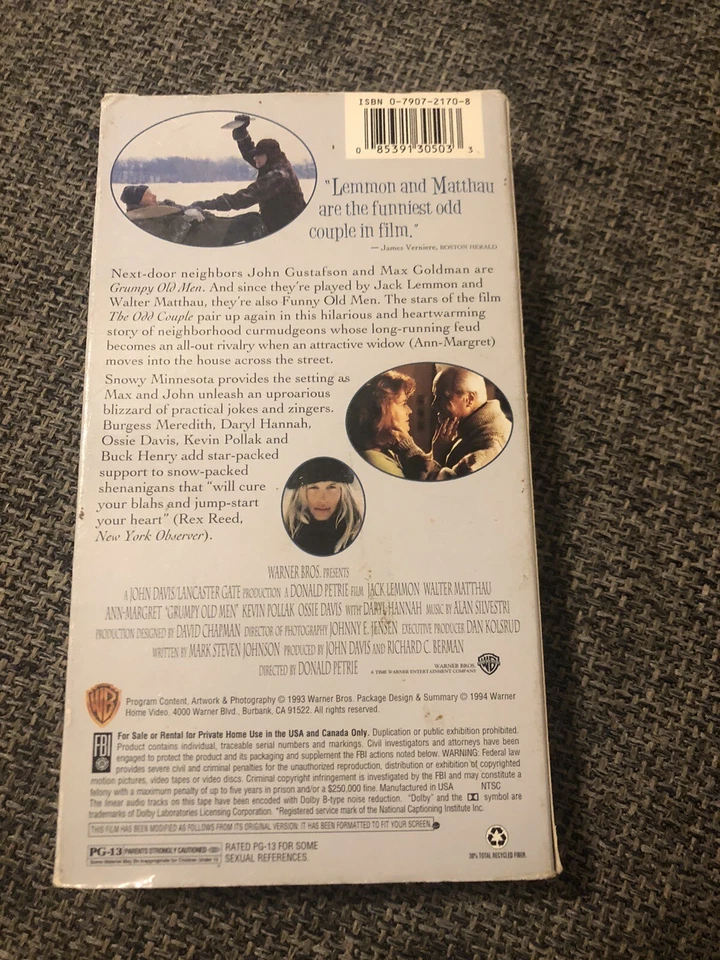 ISBN 0-7907-2170-8
0 85391 30503 3
"Lemmon and Matthau
are the funniest odd
couple in film."
— James Verniere, BOSTON HERALD
Next-door neighbors John Gustafson and Max Goldman are
Grumpy Old Men. And since they're played by Jack Lemmon and
Walter Matthau, they're also Funny Old Men. The stars of the film
The Odd Couple pair up again in this hilarious and heartwarming
story of neighborhood curmudgeons whose long-running feud
becomes an all-out rivalry when an attractive widow (Ann-Margret)
moves into the house across the street.
Snowy Minnesota provides the setting as
Max and John unleash an uproarious
blizzard of practical jokes and zingers.
Burgess Meredith, Daryl Hannah,
Ossie Davis, Kevin Pollak and
Buck Henry add star-packed
support to snow-packed
shenanigans that "will cure
your blahs and jump-start
your heart" (Rex Reed,
New York Observer).
WARNER BROS. PRESENTS
A JOHN DAVIS/LANCASTER GATE PRODUCTION A DONALD PETRIE FILM JACK LEMMON WALTER MATTHAU
ANN-MARGRET "GRUMPY OLD MEN" KEVIN POLLAK OSSIE DAVIS WITH DARYL HANNAH MUSIC BY ALAN SILVESTRI
PRODUCTION DESIGNED BY DAVID CHAPMAN DIRECTOR OF PHOTOGRAPHY JOHNNY E. JENSEN EXECUTIVE PRODUCER DAN KOLSRUD
WRITTEN BY MARK STEVEN JOHNSON PRODUCED BY JOHN DAVIS AND RICHARD C. BERMAN
DIRECTED BY DONALD PETRIE
WARNER BROS.
A TIME WARNER ENTERTAINMENT COMPANY
WB
Program Content, Artwork & Photography © 1993 Warner Bros. Package Design & Summary © 1994 Warner
Home Video. 4000 Warner Blvd., Burbank, CA 91522. All rights reserved.
FBI
For Sale or Rental for Private Home Use in the USA and Canada Only. Duplication or public exhibition prohibited.
Product contains individual, traceable serial numbers and markings. Civil investigators and attorneys have been
engaged to protect the product and its packaging and supplement the FBI actions noted below. WARNING: Federal law
provides severe civil and criminal penalties for the unauthorized reproduction, distribution or exhibition of copyrighted
motion pictures, video tapes or video discs. Criminal copyright infringement is investigated by the FBI and may constitute a
felony with a maximum penalty of up to five years in prison and/or a $250,000 fine. Manufactured in USA NTSC
The linear audio tracks on this tape have been encoded with Dolby B-type noise reduction. "Dolby" and the symbol are
trademarks of Dolby Laboratories Licensing Corporation. *Registered service mark of the National Captioning Institute Inc.
THIS FILM HAS BEEN MODIFIED AS FOLLOWS FROM ITS ORIGINAL VERSION: IT HAS BEEN FORMATTED TO FIT YOUR SCREEN.
PG-13 PARENTS STRONGLY CAUTIONED
Some Material May Be Inappropriate for Children Under 13
RATED PG-13 FOR SOME
SEXUAL REFERENCES.
30% TOTAL RECYCLED FIBER.